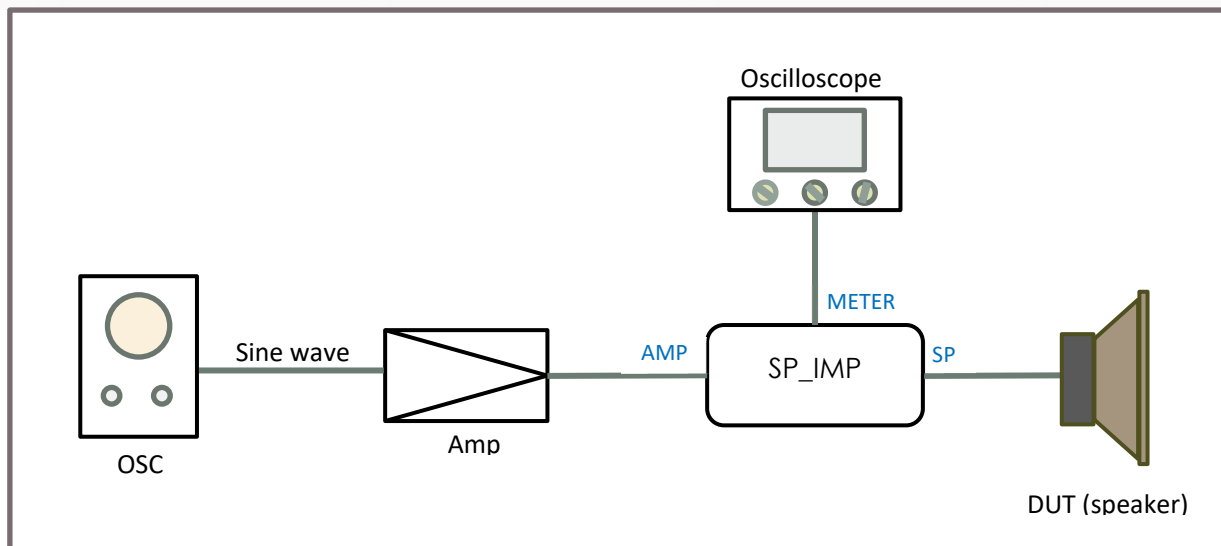 Oscilloscope
METER
Sine wave
AMP
SP_IMP
SP
Amp
OSC
DUT (speaker)